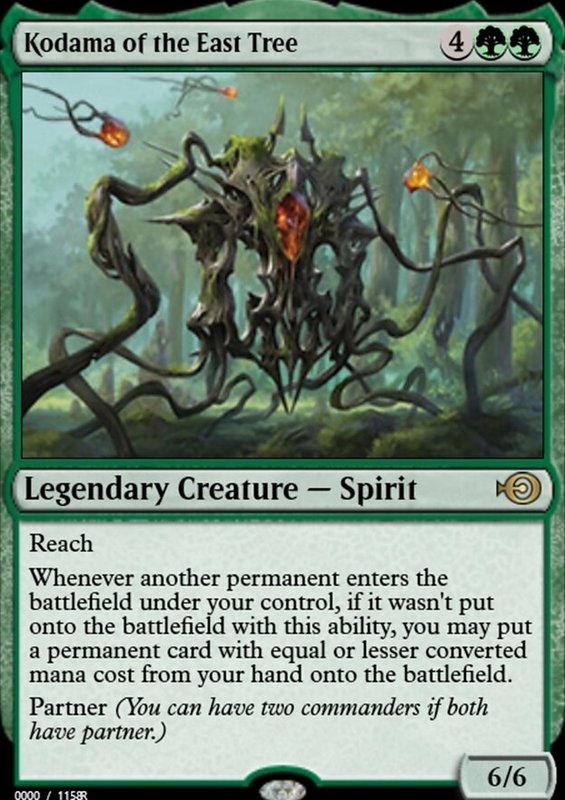 Kodama of the East Tree 4
Legendary Creature — Spirit
Reach
Whenever another permanent enters the
battlefield under your control, if it wasn't put
onto the battlefield with this ability, you may put
a permanent card with equal or lesser converted
mana cost from your hand onto the battlefield.
Partner (You can have two commanders if both
have partner.)
6/6
0000 / 1158R